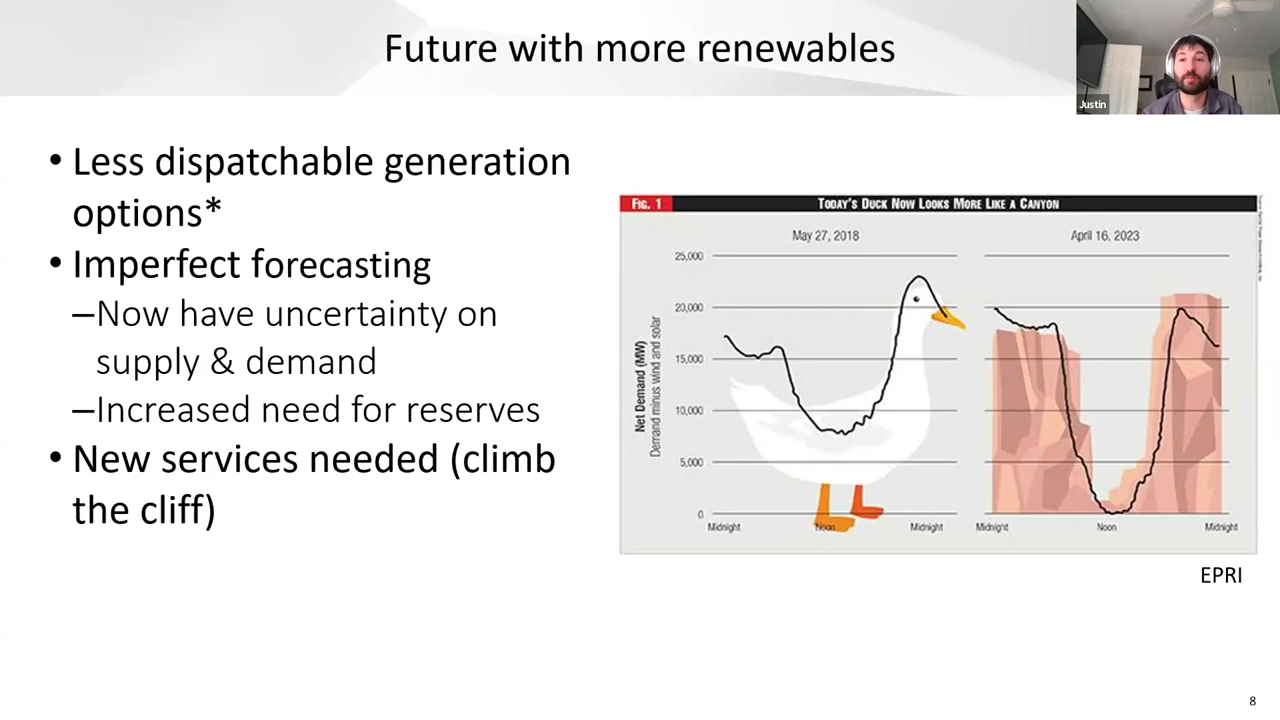 Future with more renewables
Justin
• Less dispatchable generation
options*
• Imperfect forecasting
–Now have uncertainty on
supply & demand
–Increased need for reserves
• New services needed (climb
the cliff)
FIG. 1
TODAY'S DUCK NOW LOOKS MORE LIKE A CANYON
May 27, 2018
April 16, 2023
Net Demand (MW)
Demand minus wind and solar
25,000
20,000
15,000
10,000
5,000
0
Midnight
Noon
Midnight
Midnight
Noon
Midnight
EPRI
8